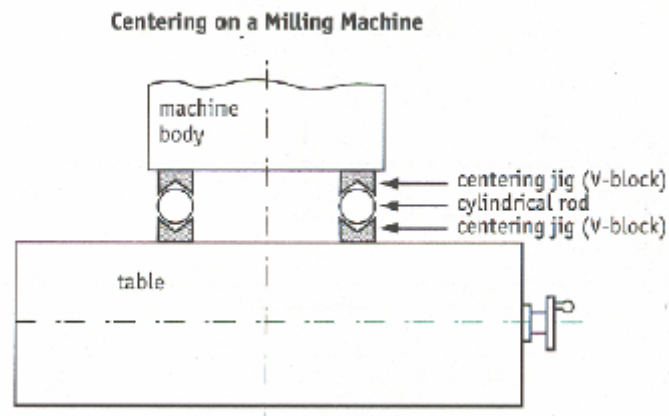 Centering on a Milling Machine
machine
body
centering jig (V-block)
cylindrical rod
centering jig (V-block)
table